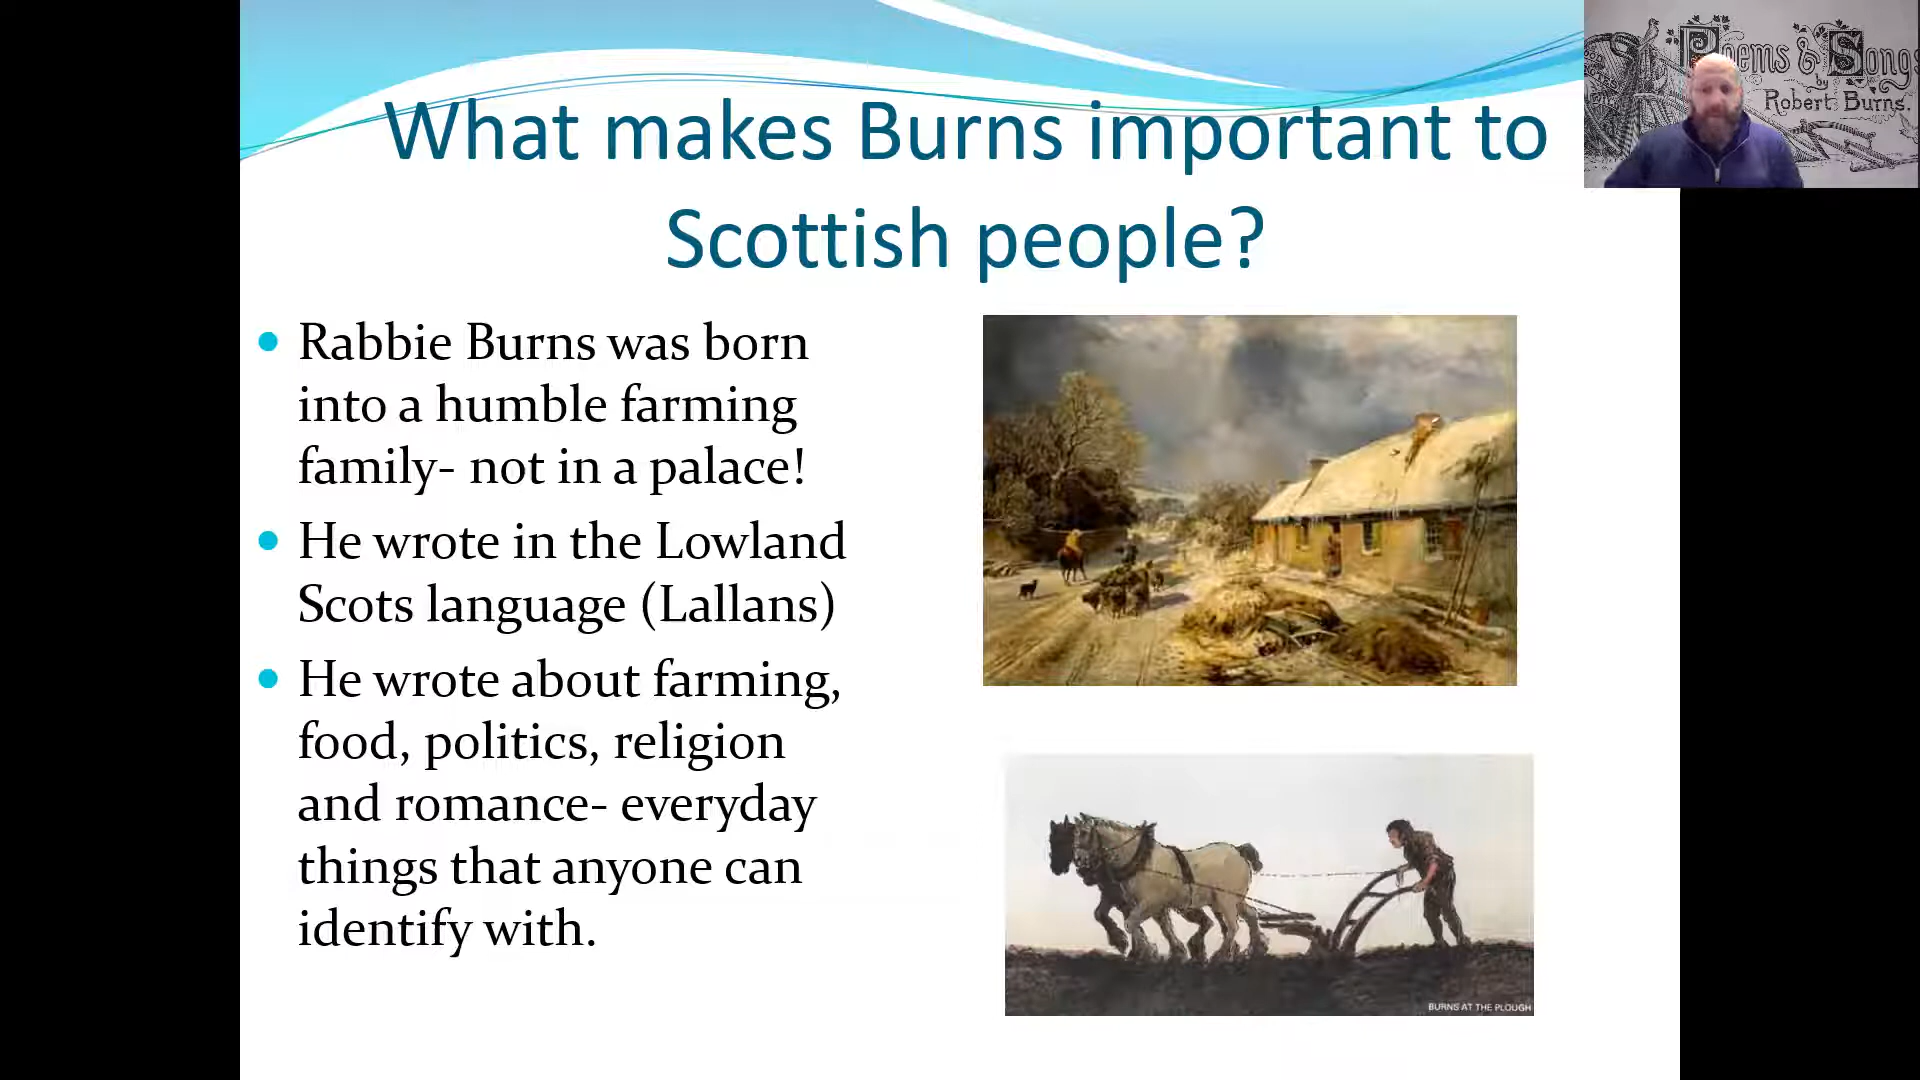 What makes Burns important to
Scottish people?
• Rabbie Burns was born
into a humble farming
family- not in a palace!
• He wrote in the Lowland
Scots language (Lallans)
• He wrote about farming,
food, politics, religion
and romance- everyday
things that anyone can
identify with.
Poems & Songs
by
Robert Burns.
BURNS AT THE PLOUGH